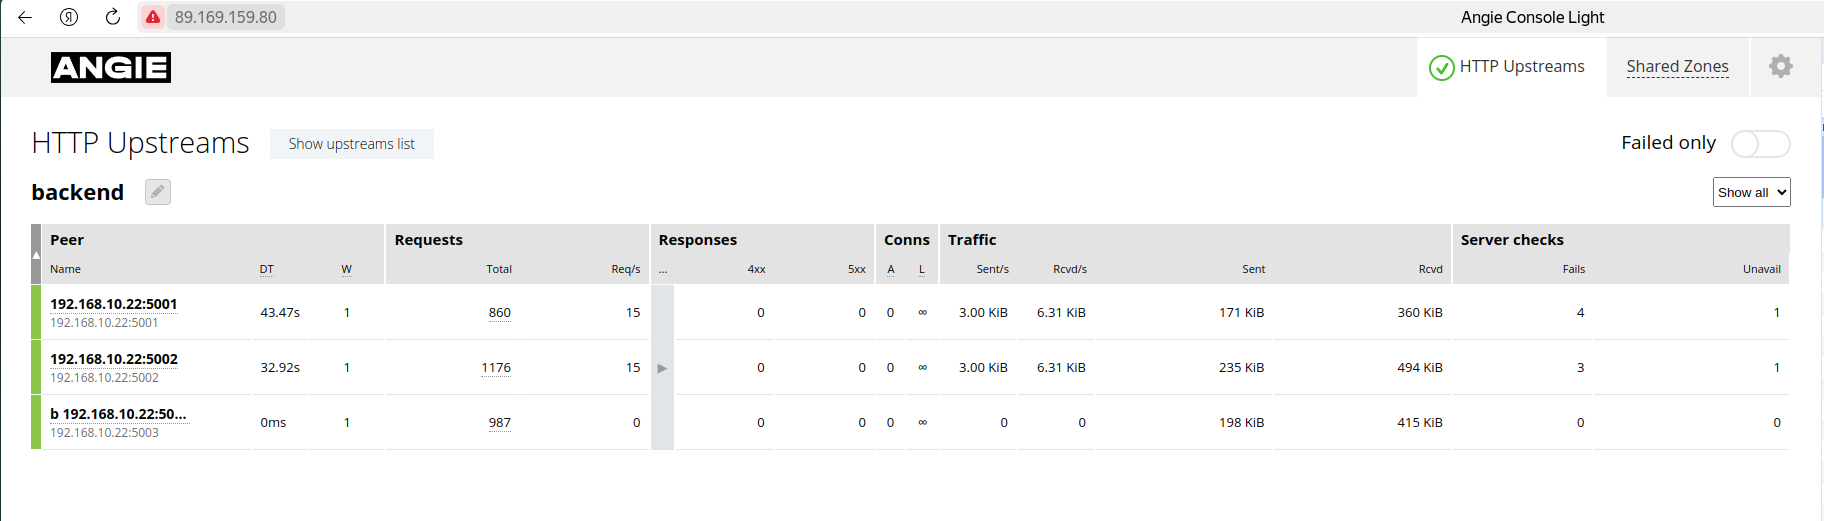 89.169.159.80 Angie Console Light
ANGIE HTTP Upstreams Shared Zones
HTTP Upstreams Show upstreams list Failed only
backend Show all
Peer Requests Responses Conns Traffic Server checks
Name DT W Total Req/s ... 4xx 5xx A L Sent/s Rcvd/s Sent Rcvd Fails Unavail
192.168.10.22:5001
192.168.10.22:5001
43.47s 1 860 15 0 0 0 ∞ 3.00 KiB 6.31 KiB 171 KiB 360 KiB 4 1
192.168.10.22:5002
192.168.10.22:5002
32.92s 1 1176 15 0 0 0 ∞ 3.00 KiB 6.31 KiB 235 KiB 494 KiB 3 1
b 192.168.10.22:50...
192.168.10.22:5003
0ms 1 987 0 0 0 0 ∞ 0 0 198 KiB 415 KiB 0 0